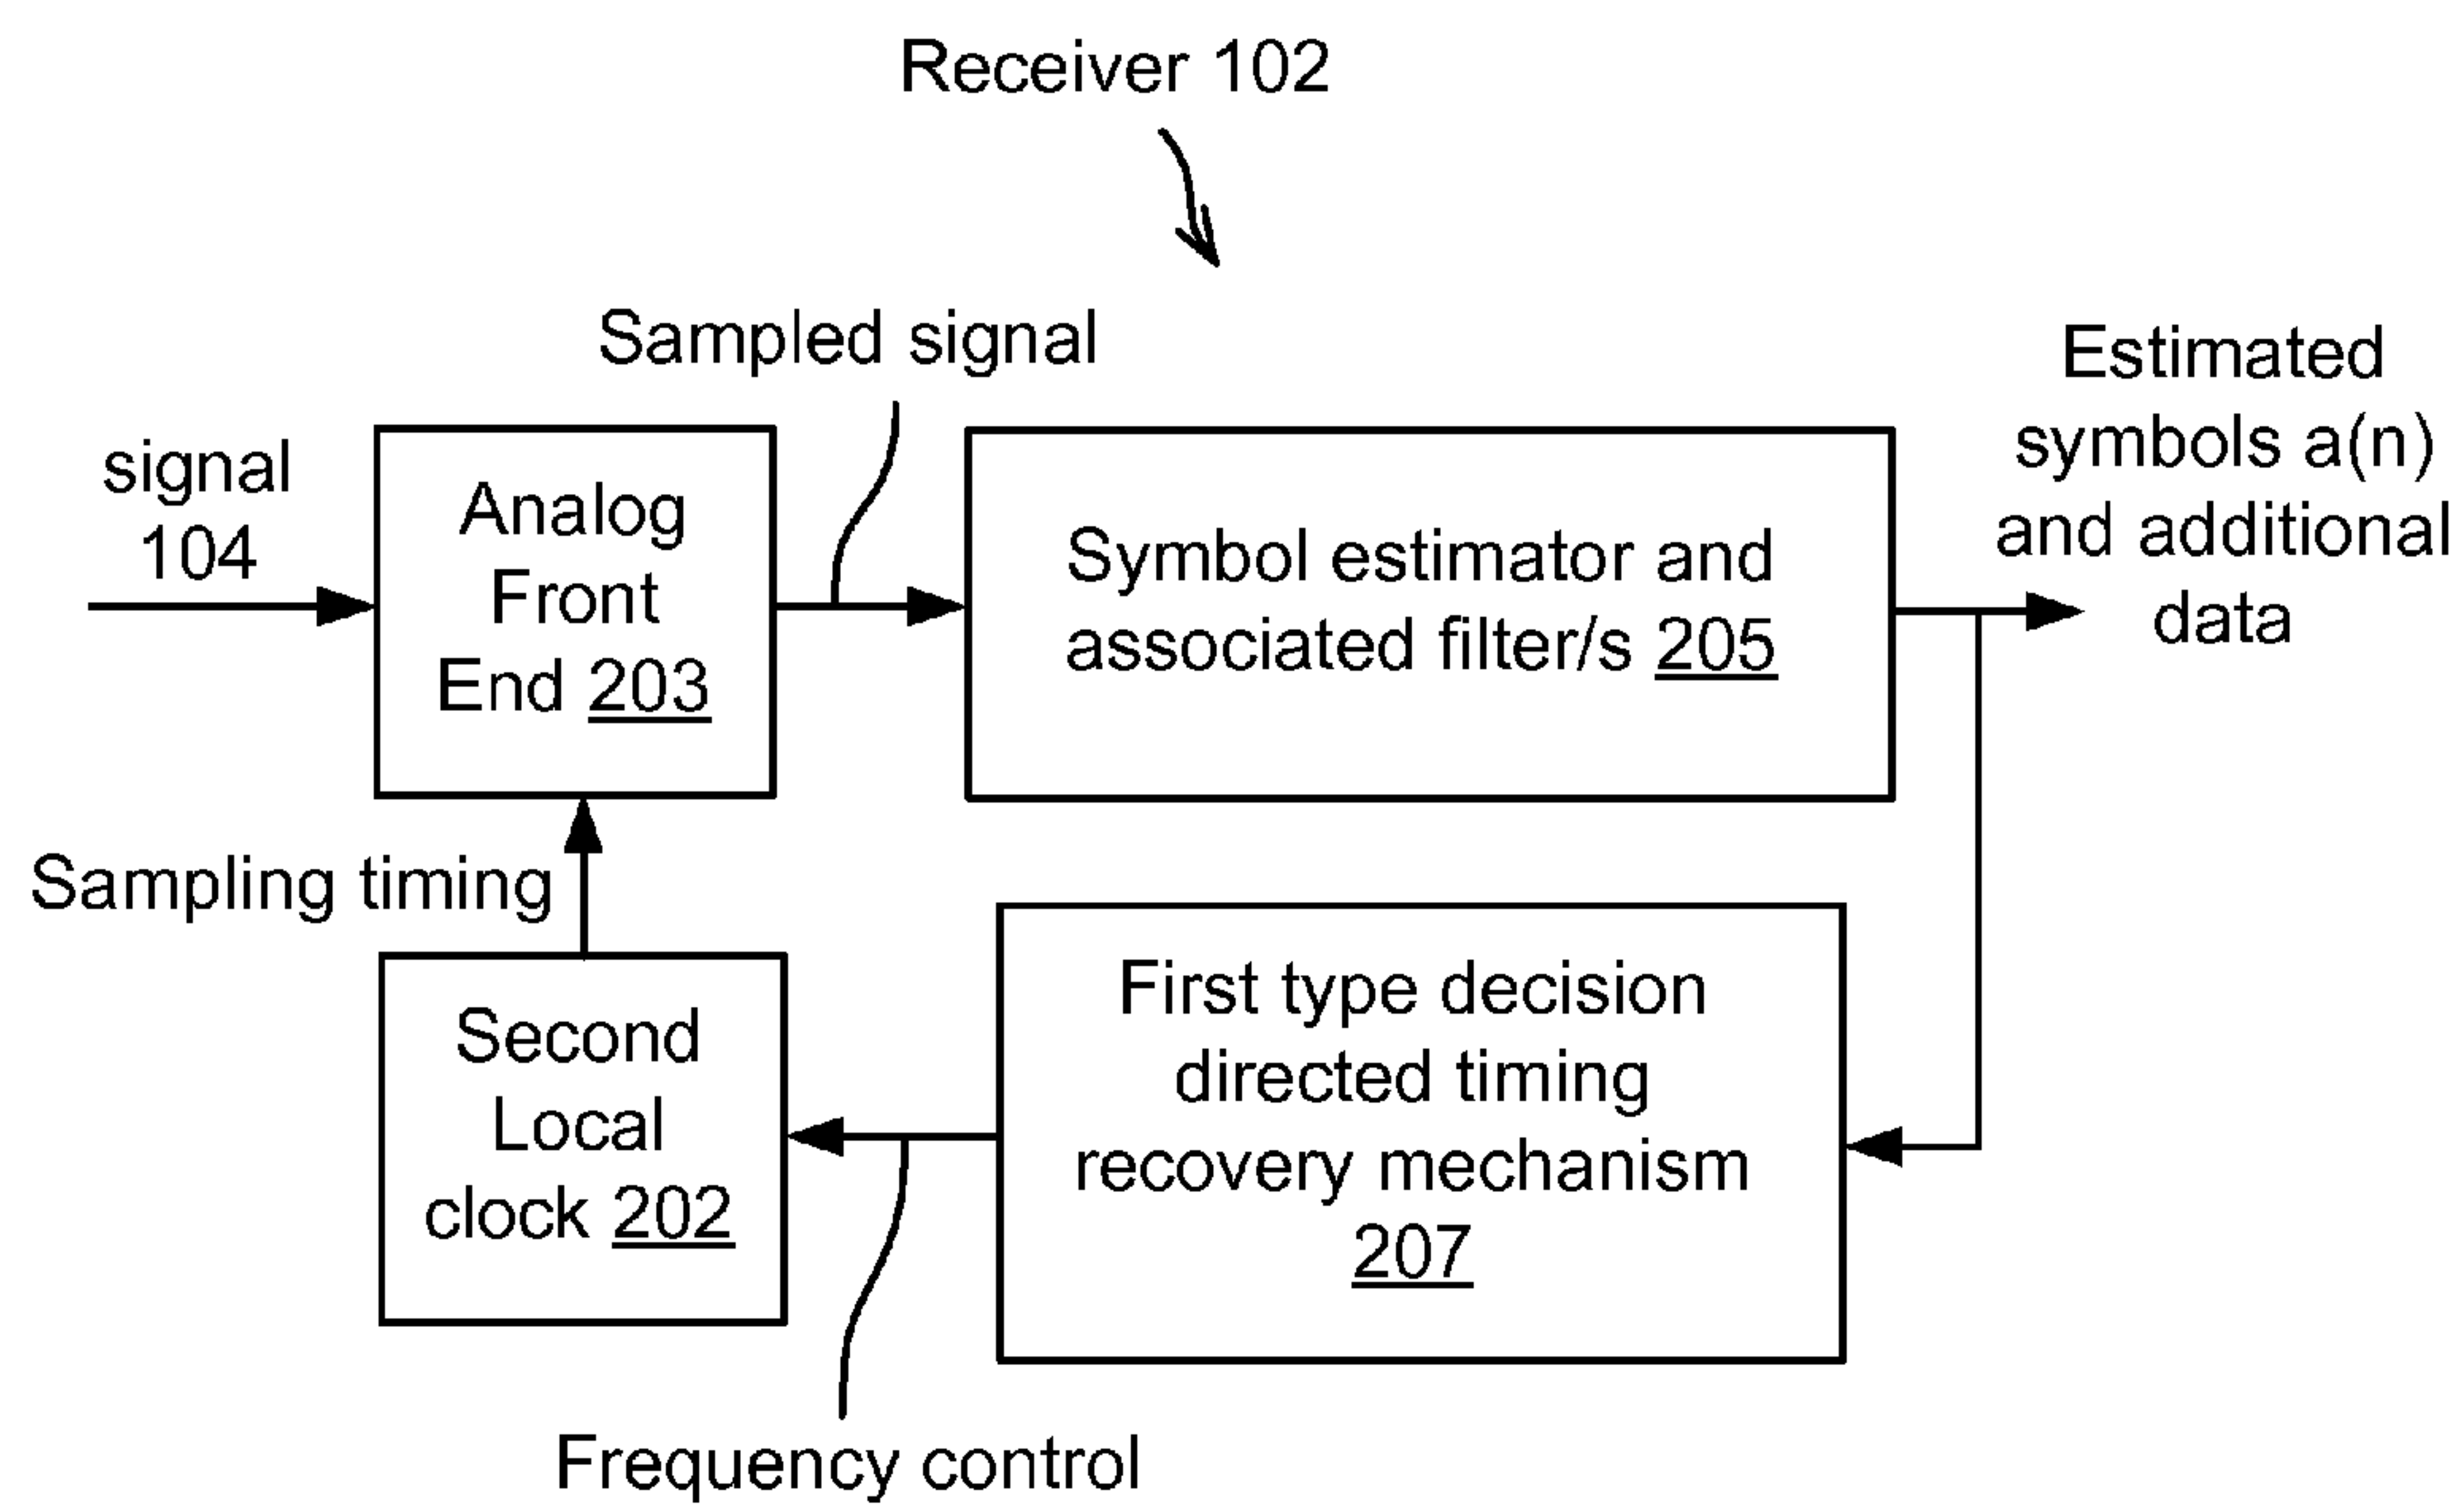 Receiver 102
Sampled signal
signal
104
Analog
Front
End 203
Symbol estimator and
associated filter/s 205
Estimated
symbols a(n)
and additional
data
Sampling timing
Second
Local
clock 202
First type decision
directed timing
recovery mechanism
207
Frequency control